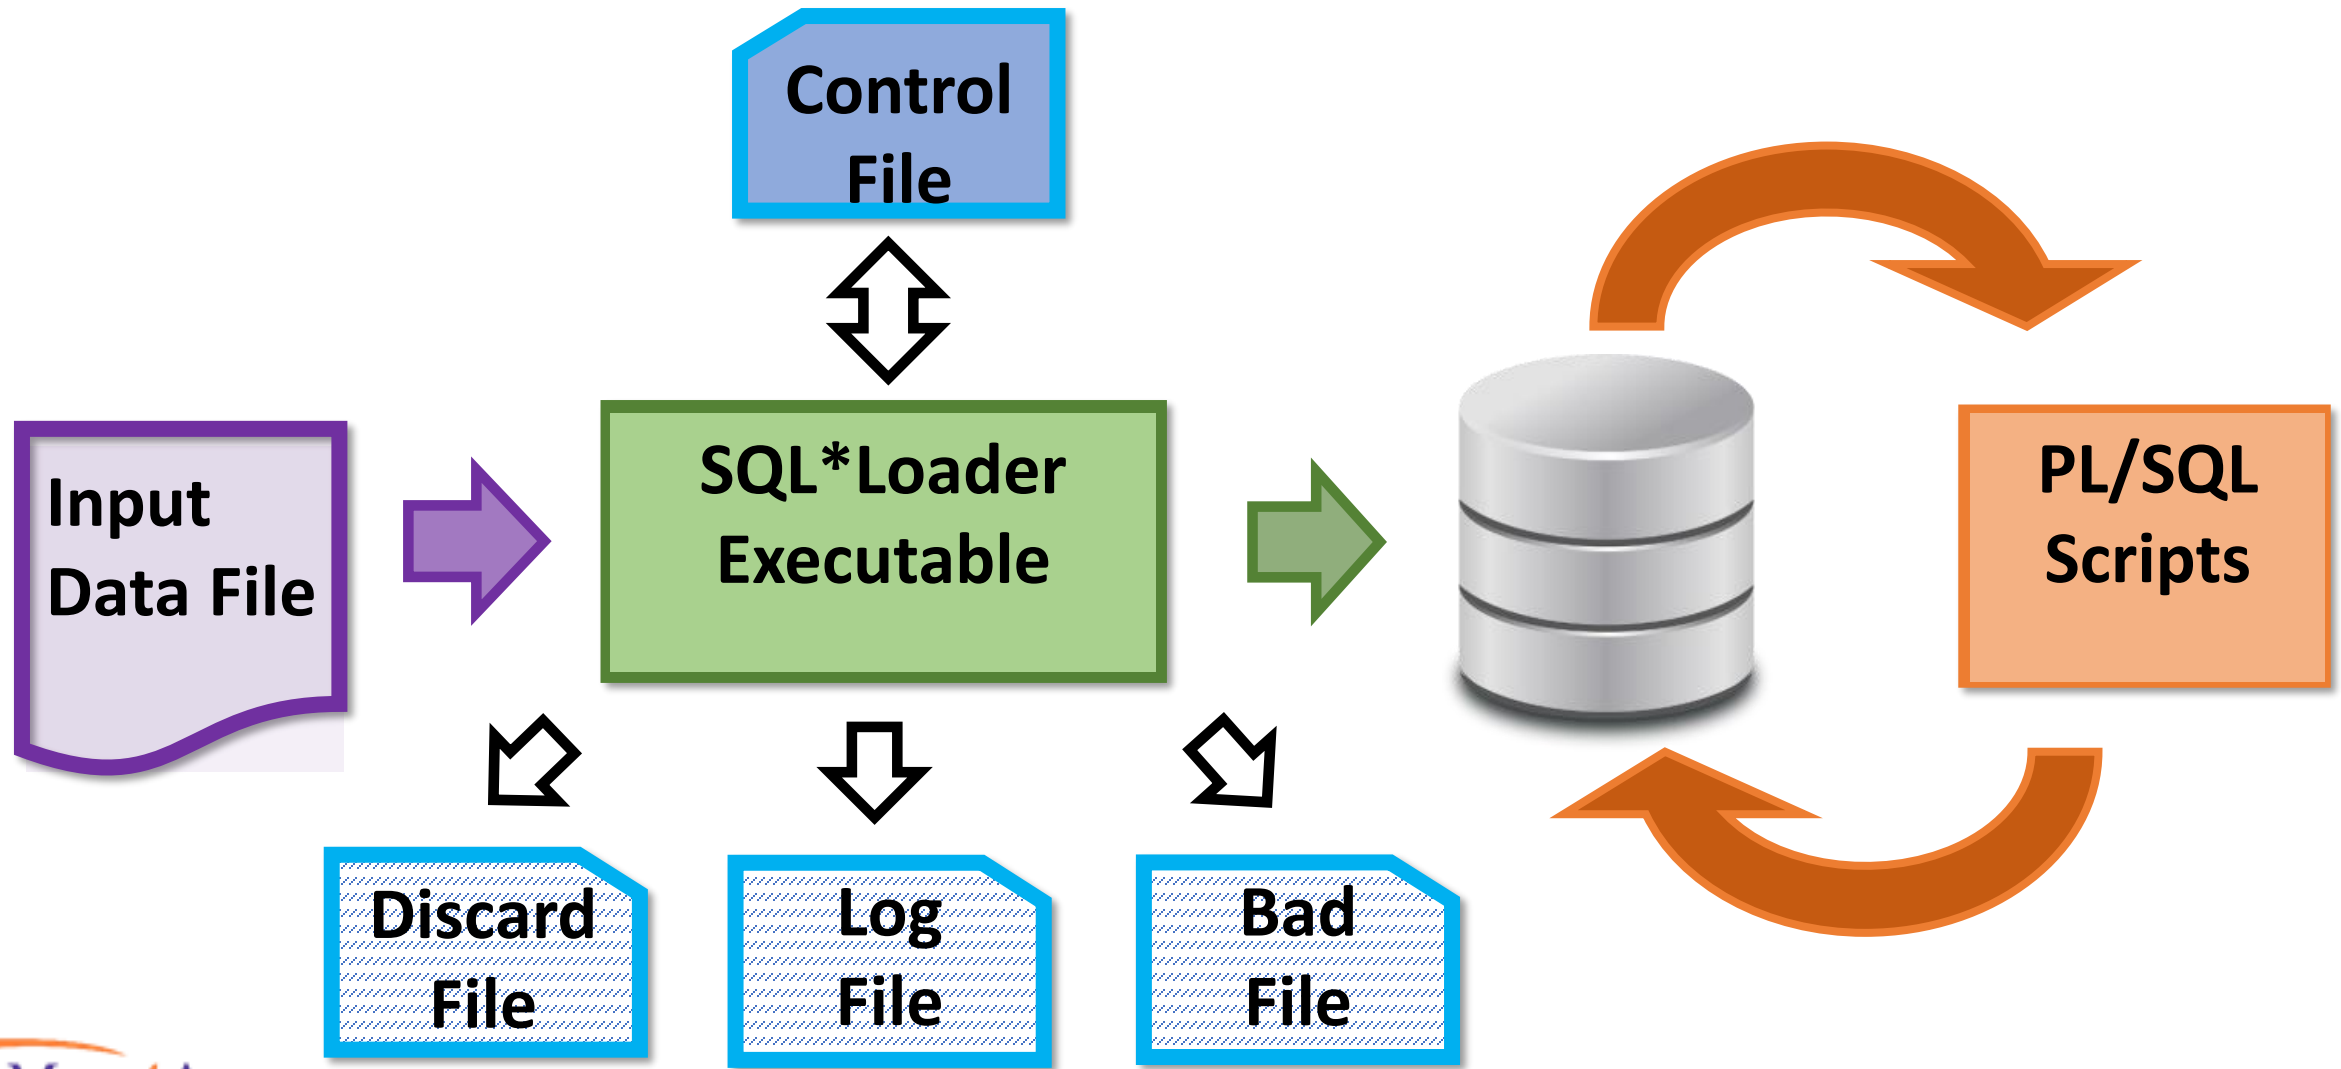 Control
File
Input
Data File
SQL*Loader
Executable
PL/SQL
Scripts
Discard
File
Log
File
Bad
File